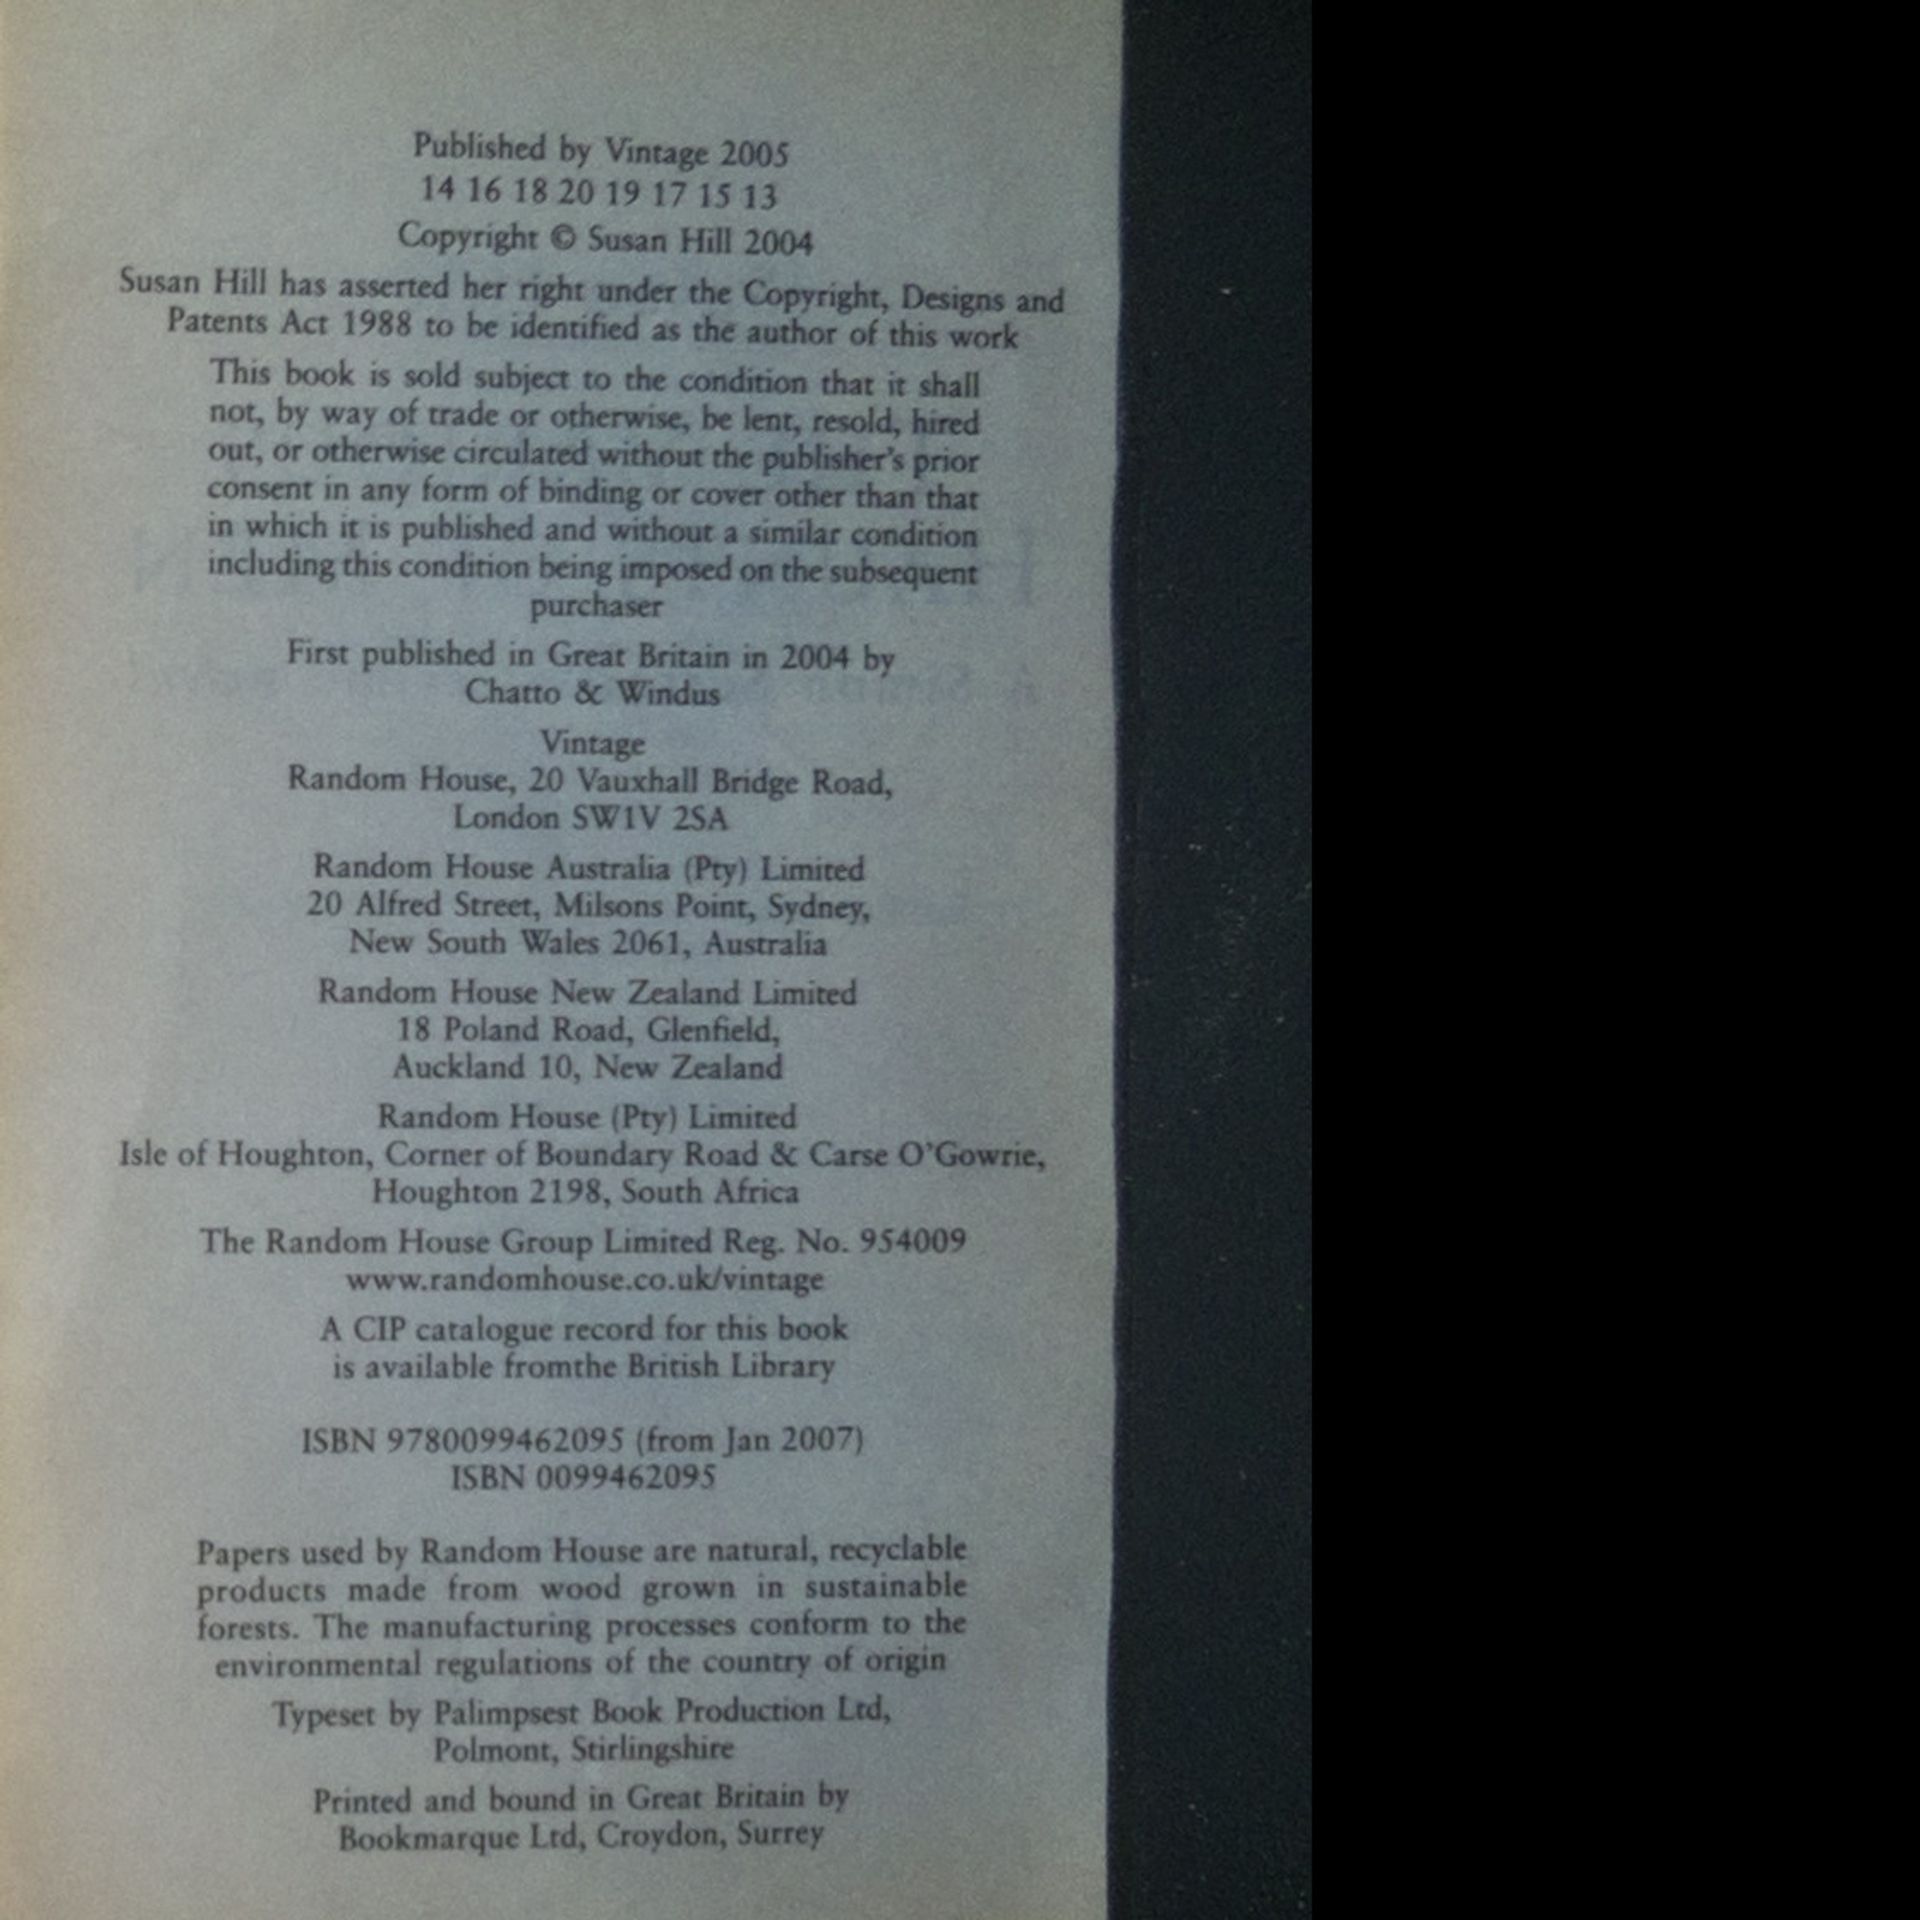 Published by Vintage 2005
14 16 18 20 19 17 15 13
Copyright © Susan Hill 2004
Susan Hill has asserted her right under the Copyright, Designs and
Patents Act 1988 to be identified as the author of this work
This book is sold subject to the condition that it shall
not, by way of trade or otherwise, be lent, resold, hired
out, or otherwise circulated without the publisher's prior
consent in any form of binding or cover other than that
in which it is published and without a similar condition
including this condition being imposed on the subsequent
purchaser
First published in Great Britain in 2004 by
Chatto & Windus
Vintage
Random House, 20 Vauxhall Bridge Road,
London SW1V 2SA
Random House Australia (Pty) Limited
20 Alfred Street, Milsons Point, Sydney,
New South Wales 2061, Australia
Random House New Zealand Limited
18 Poland Road, Glenfield,
Auckland 10, New Zealand
Random House (Pty) Limited
Isle of Houghton, Corner of Boundary Road & Carse O'Gowrie,
Houghton 2198, South Africa
The Random House Group Limited Reg. No. 954009
www.randomhouse.co.uk/vintage
A CIP catalogue record for this book
is available fromthe British Library
ISBN 9780099462095 (from Jan 2007)
ISBN 0099462095
Papers used by Random House are natural, recyclable
products made from wood grown in sustainable
forests. The manufacturing processes conform to the
environmental regulations of the country of origin
Typeset by Palimpsest Book Production Ltd,
Polmont, Stirlingshire
Printed and bound in Great Britain by
Bookmarque Ltd, Croydon, Surrey